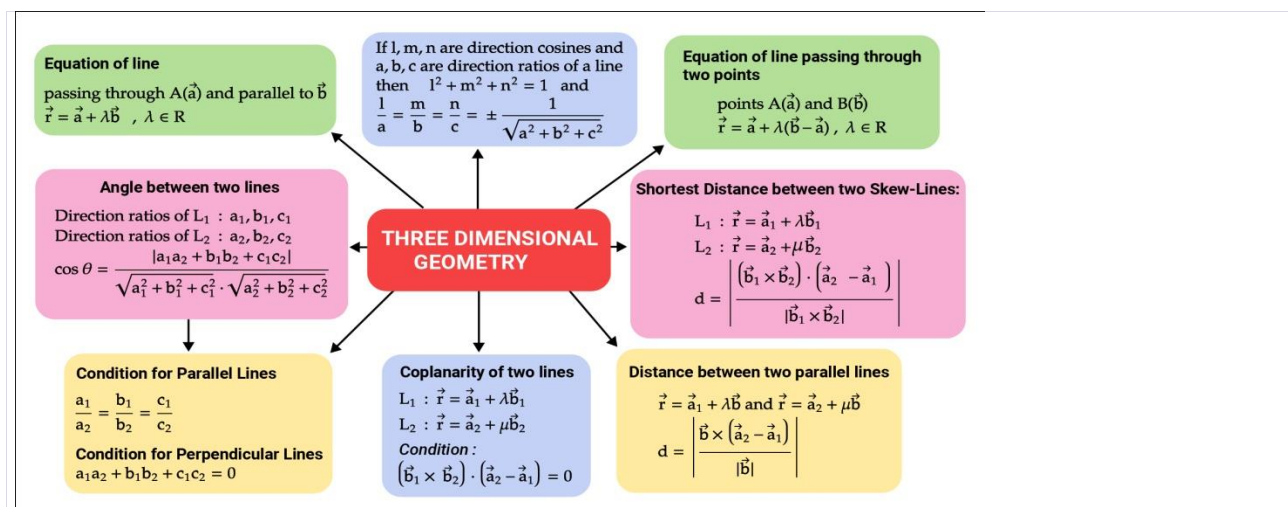 Equation of line
passing through A(a⃗) and parallel to b⃗
r⃗ = a⃗ + λb⃗ , λ ∈ R
If l, m, n are direction cosines and
a, b, c are direction ratios of a line
then l² + m² + n² = 1 and
l/a = m/b = n/c = ± 1/√(a² + b² + c²)
Equation of line passing through
two points
points A(a⃗) and B(b⃗)
r⃗ = a⃗ + λ(b⃗ − a⃗) , λ ∈ R
Angle between two lines
Direction ratios of L₁ : a₁, b₁, c₁
Direction ratios of L₂ : a₂, b₂, c₂
cos θ = |a₁a₂ + b₁b₂ + c₁c₂| / √(a₁² + b₁² + c₁²) · √(a₂² + b₂² + c₂²)
THREE DIMENSIONAL
GEOMETRY
Shortest Distance between two Skew-Lines:
L₁ : r⃗ = a⃗₁ + λb⃗₁
L₂ : r⃗ = a⃗₂ + μb⃗₂
d = |(b⃗₁ × b⃗₂) · (a⃗₂ − a⃗₁) / |b⃗₁ × b⃗₂||
Condition for Parallel Lines
a₁/a₂ = b₁/b₂ = c₁/c₂
Condition for Perpendicular Lines
a₁a₂ + b₁b₂ + c₁c₂ = 0
Coplanarity of two lines
L₁ : r⃗ = a⃗₁ + λb⃗₁
L₂ : r⃗ = a⃗₂ + μb⃗₂
Condition :
(b⃗₁ × b⃗₂) · (a⃗₂ − a⃗₁) = 0
Distance between two parallel lines
r⃗ = a⃗₁ + λb⃗ and r⃗ = a⃗₂ + μb⃗
d = |b⃗ × (a⃗₂ − a⃗₁) / |b⃗||